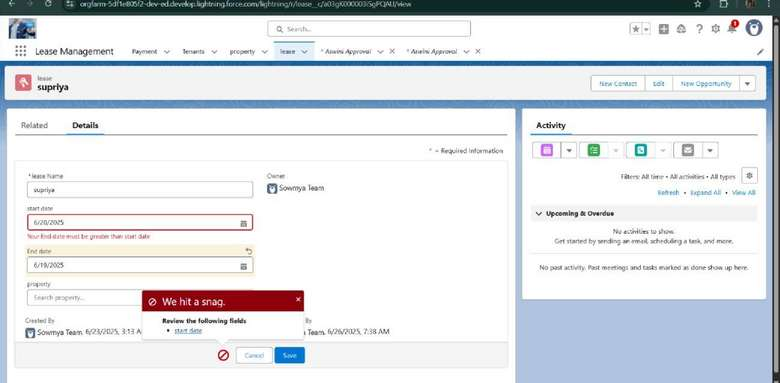 orgfarm-5df1e805f2-dev-ed.develop.lightning.force.com/lightning/r/lease__c/a03gK000003iSgPQAU/view
Search...
Lease Management
Payment
Tenants
property
lease
* Aswini Approval
* Aswini Approval
lease
supriya
New Contact
Edit
New Opportunity
Related
Details
* = Required Information
* lease Name
supriya
Owner
Sowmya Team
start date
6/20/2025
Your End date must be greater than start date
End date
6/19/2025
property
Search property...
We hit a snag.
Review the following fields
• start date
Created By
Sowmya Team, 6/23/2025, 3:13 A
By
Team, 6/26/2025, 7:38 AM
Cancel
Save
Activity
Filters: All time • All activities • All types
Refresh • Expand All • View All
Upcoming & Overdue
No activities to show.
Get started by sending an email, scheduling a task, and more.
No past activity. Past meetings and tasks marked as done show up here.